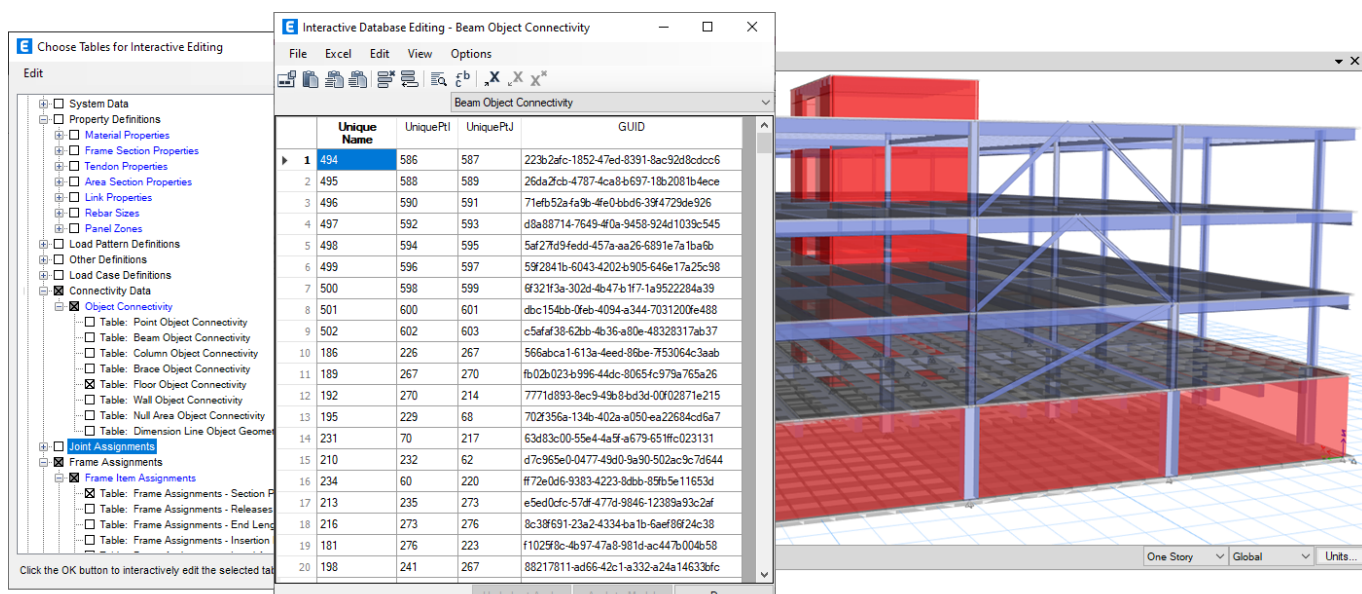 Choose Tables for Interactive Editing
Edit
System Data
Property Definitions
Material Properties
Frame Section Properties
Tendon Properties
Area Section Properties
Link Properties
Rebar Sizes
Panel Zones
Load Pattern Definitions
Other Definitions
Load Case Definitions
Connectivity Data
Object Connectivity
Table: Point Object Connectivity
Table: Beam Object Connectivity
Table: Column Object Connectivity
Table: Brace Object Connectivity
Table: Floor Object Connectivity
Table: Wall Object Connectivity
Table: Null Area Object Connectivity
Table: Dimension Line Object Geomet
Joint Assignments
Frame Assignments
Frame Item Assignments
Table: Frame Assignments - Section P
Table: Frame Assignments - Releases
Table: Frame Assignments - End Leng
Table: Frame Assignments - Insertion
Click the OK button to interactively edit the selected tab
E Interactive Database Editing - Beam Object Connectivity
File Excel Edit View Options
Beam Object Connectivity
Unique Name UniquePtI UniquePtJ GUID
1 494 586 587 223b2afc-1852-47ed-8391-8ac92d8cdcc6
2 495 588 589 26da2fcb-4787-4ca8-b697-18b2081b4ece
3 496 590 591 71efb52a-fa9b-4fe0-bbd6-39f4729de926
4 497 592 593 d8a88714-7649-4f0a-9458-924d1039c545
5 498 594 595 5af27fd9-fedd-457a-aa26-6891e7a1ba6b
6 499 596 597 59f2841b-6043-4202-b905-646e17a25c98
7 500 598 599 6f321f3a-302d-4b47-b1f7-1a9522284a39
8 501 600 601 dbc154bb-0feb-4094-a344-7031200fe488
9 502 602 603 c5afaf38-62bb-4b36-a80e-48328317ab37
10 186 226 267 566abca1-613a-4eed-86be-7f53064c3aab
11 189 267 270 fb02b023-b996-44dc-8065-fc979a765a26
12 192 270 214 7771d893-8ec9-49b8-bd3d-00f02871e215
13 195 229 68 702f356a-134b-402a-a050-ea22684cd6a7
14 231 70 217 63d83c00-55e4-4a5f-a679-651ffc023131
15 210 232 62 d7c965e0-0477-49d0-9a90-502ac9c7d644
16 234 60 220 ff72e0d6-9383-4223-8dbb-85fb5e11653d
17 213 235 273 e5ed0cfc-57df-477d-9846-12389a93c2af
18 216 273 276 8c38f691-23a2-4334-ba1b-6aef86f24c38
19 181 276 223 f1025f8c-4b97-47a8-981d-ac447b004b58
20 198 241 267 88217811-ad66-42c1-a332-a24a14633bfc
One Story Global Units...